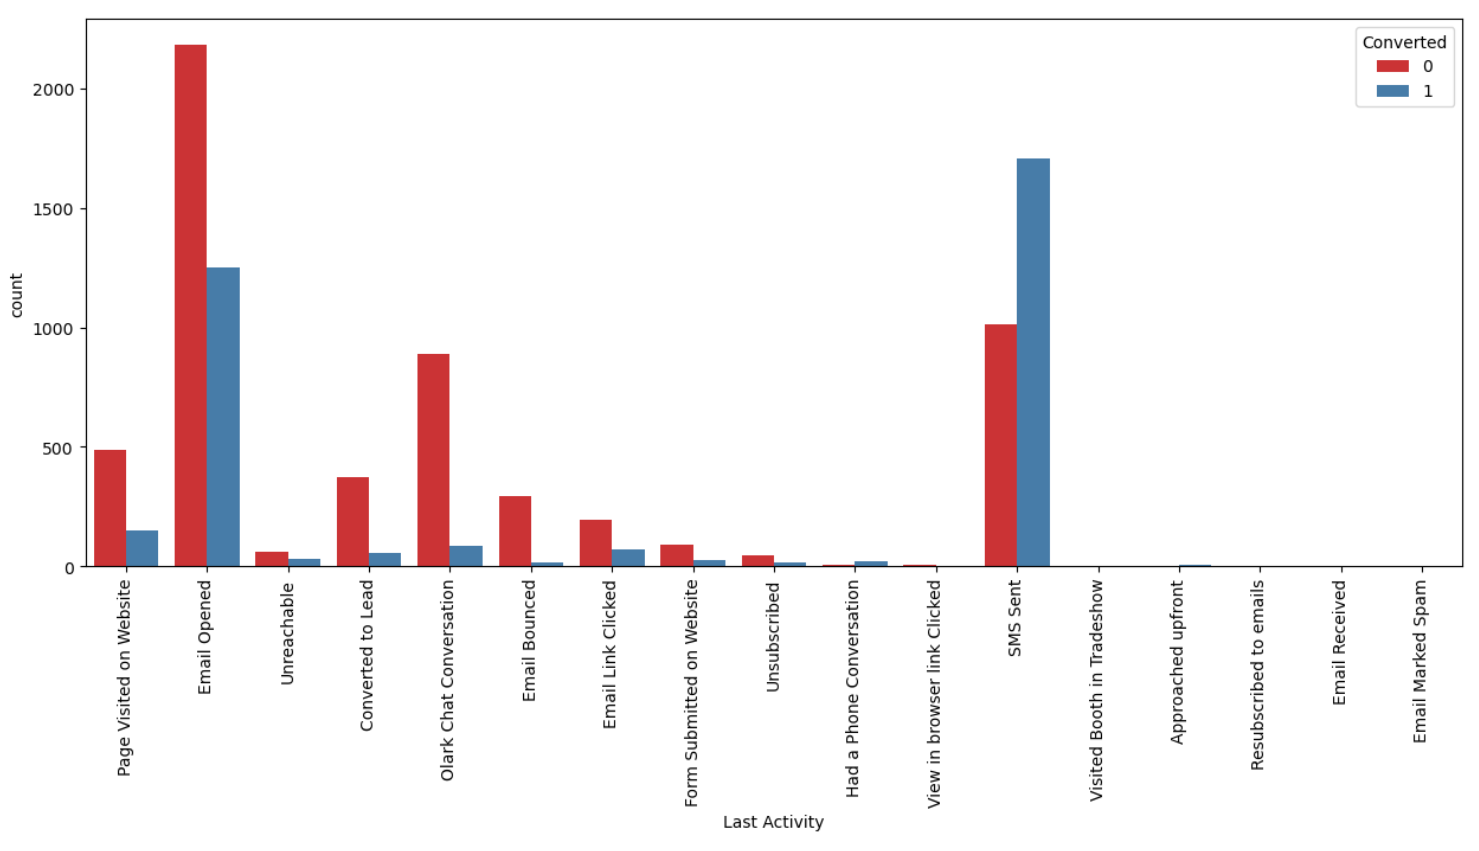 Converted
0
1
2000
1500
1000
500
0
count
Page Visited on Website
Email Opened
Unreachable
Converted to Lead
Olark Chat Conversation
Email Bounced
Email Link Clicked
Form Submitted on Website
Unsubscribed
Had a Phone Conversation
View in browser link Clicked
SMS Sent
Visited Booth in Tradeshow
Approached upfront
Resubscribed to emails
Email Received
Email Marked Spam
Last Activity